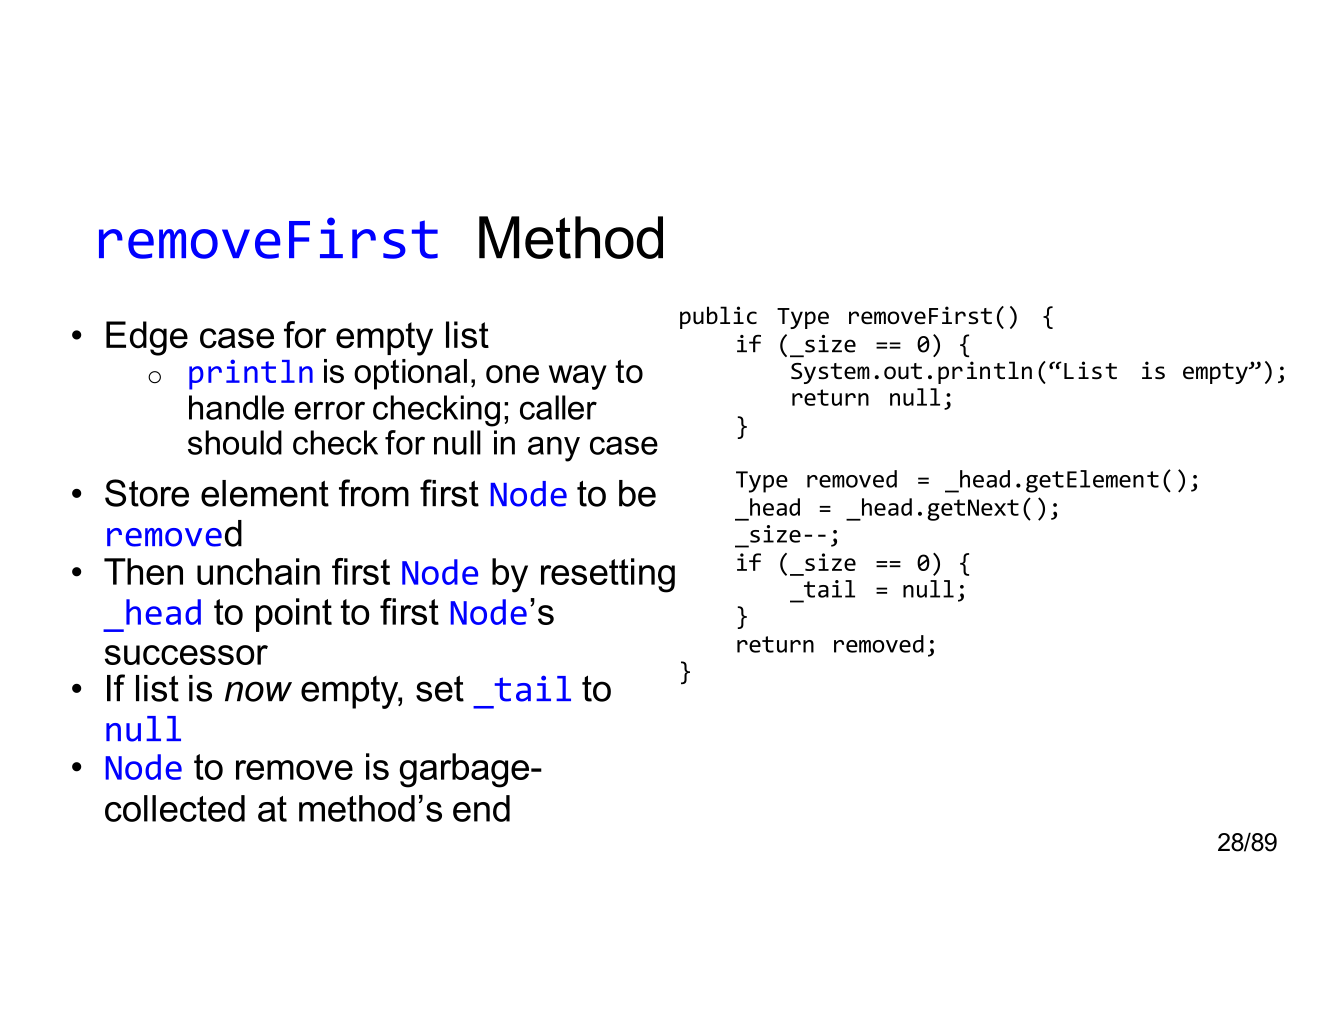 removeFirst Method
• Edge case for empty list
○ println is optional, one way to
handle error checking; caller
should check for null in any case
• Store element from first Node to be
removed
• Then unchain first Node by resetting
_head to point to first Node’s
successor
• If list is now empty, set _tail to
null
• Node to remove is garbage-
collected at method’s end
public Type removeFirst() {
if (_size == 0) {
System.out.println(“List is empty”);
return null;
}
Type removed = _head.getElement();
_head = _head.getNext();
_size--;
if (_size == 0) {
_tail = null;
}
return removed;
}
28/89